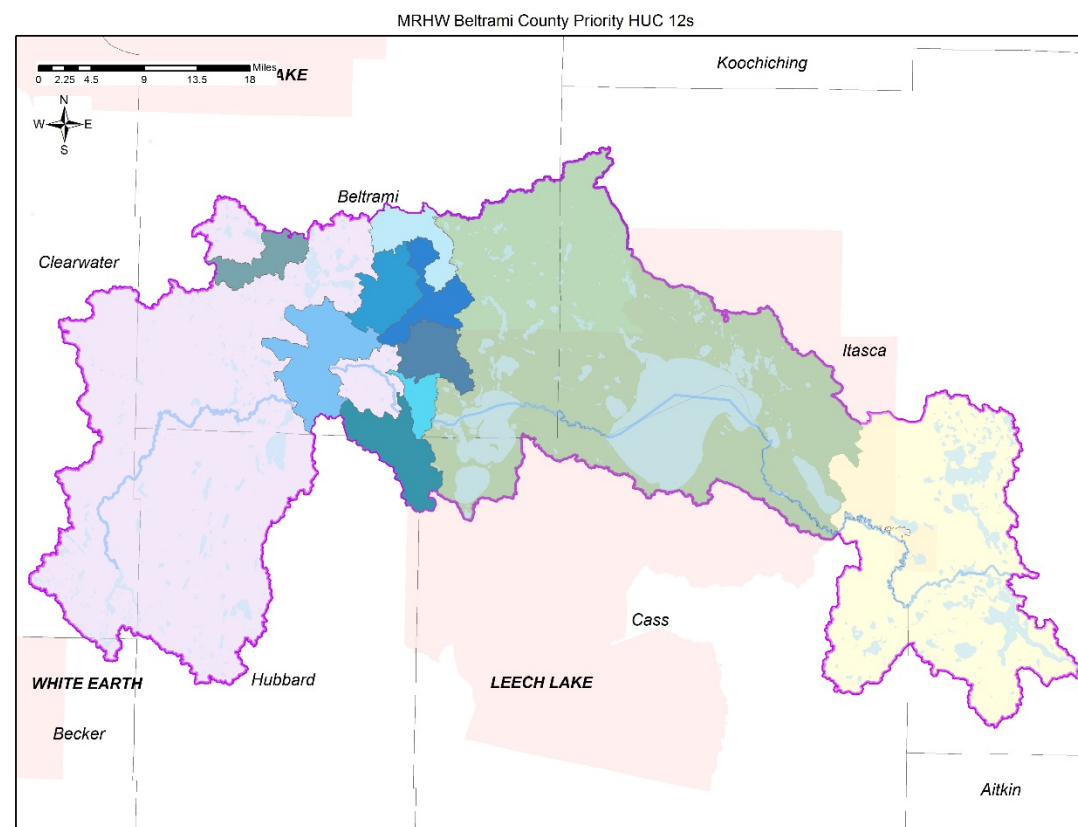 MRHW Beltrami County Priority HUC 12s
Miles
0 2.25 4.5 9 13.5 18
AKE
Koochiching
N
W E
S
Beltrami
Clearwater
Itasca
Cass
WHITE EARTH
Hubbard
LEECH LAKE
Becker
Aitkin